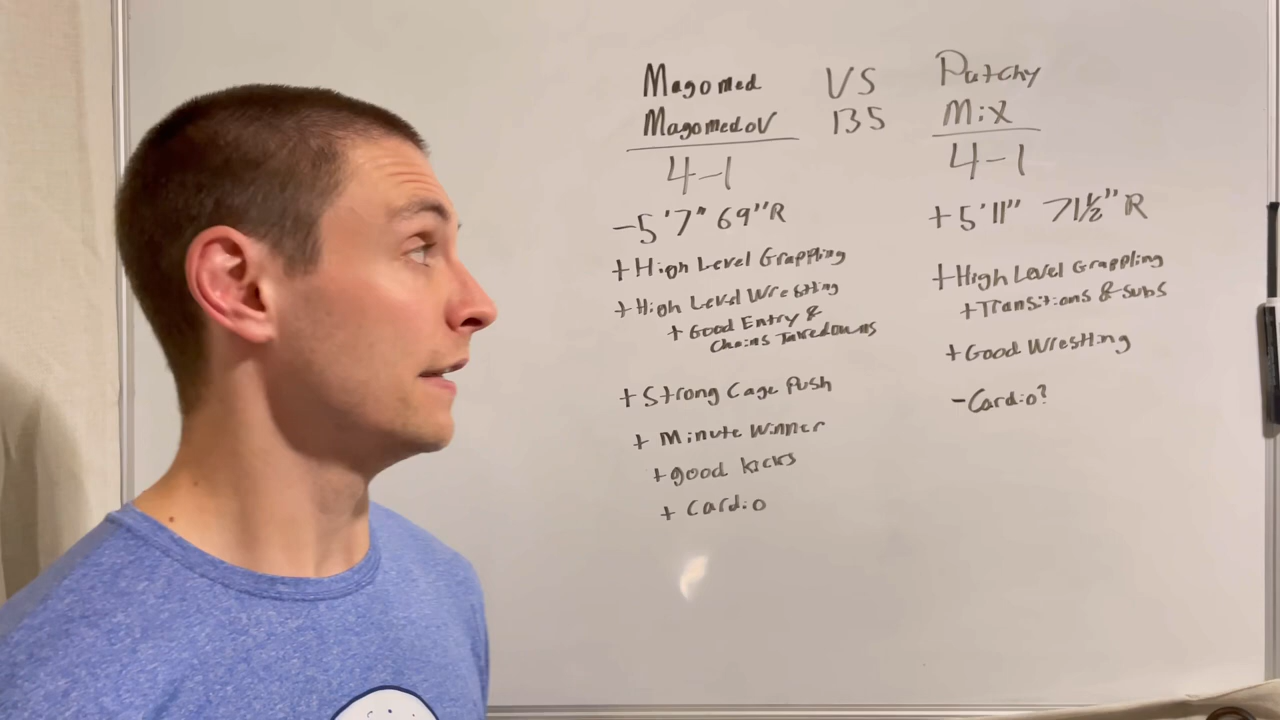 Magomed VS Patchy
Magomedov 135 Mix
4-1 4-1
-5'7" 69"R
+High Level Grappling
+High Level Wrestling
+Good Entry &
Chains Takedowns
+Strong Cage Push
+Minute Winner
+good kicks
+Cardio
+5'11" 71½"R
+High Level Grappling
+Transitions & Subs
+Good Wrestling
-Cardio?